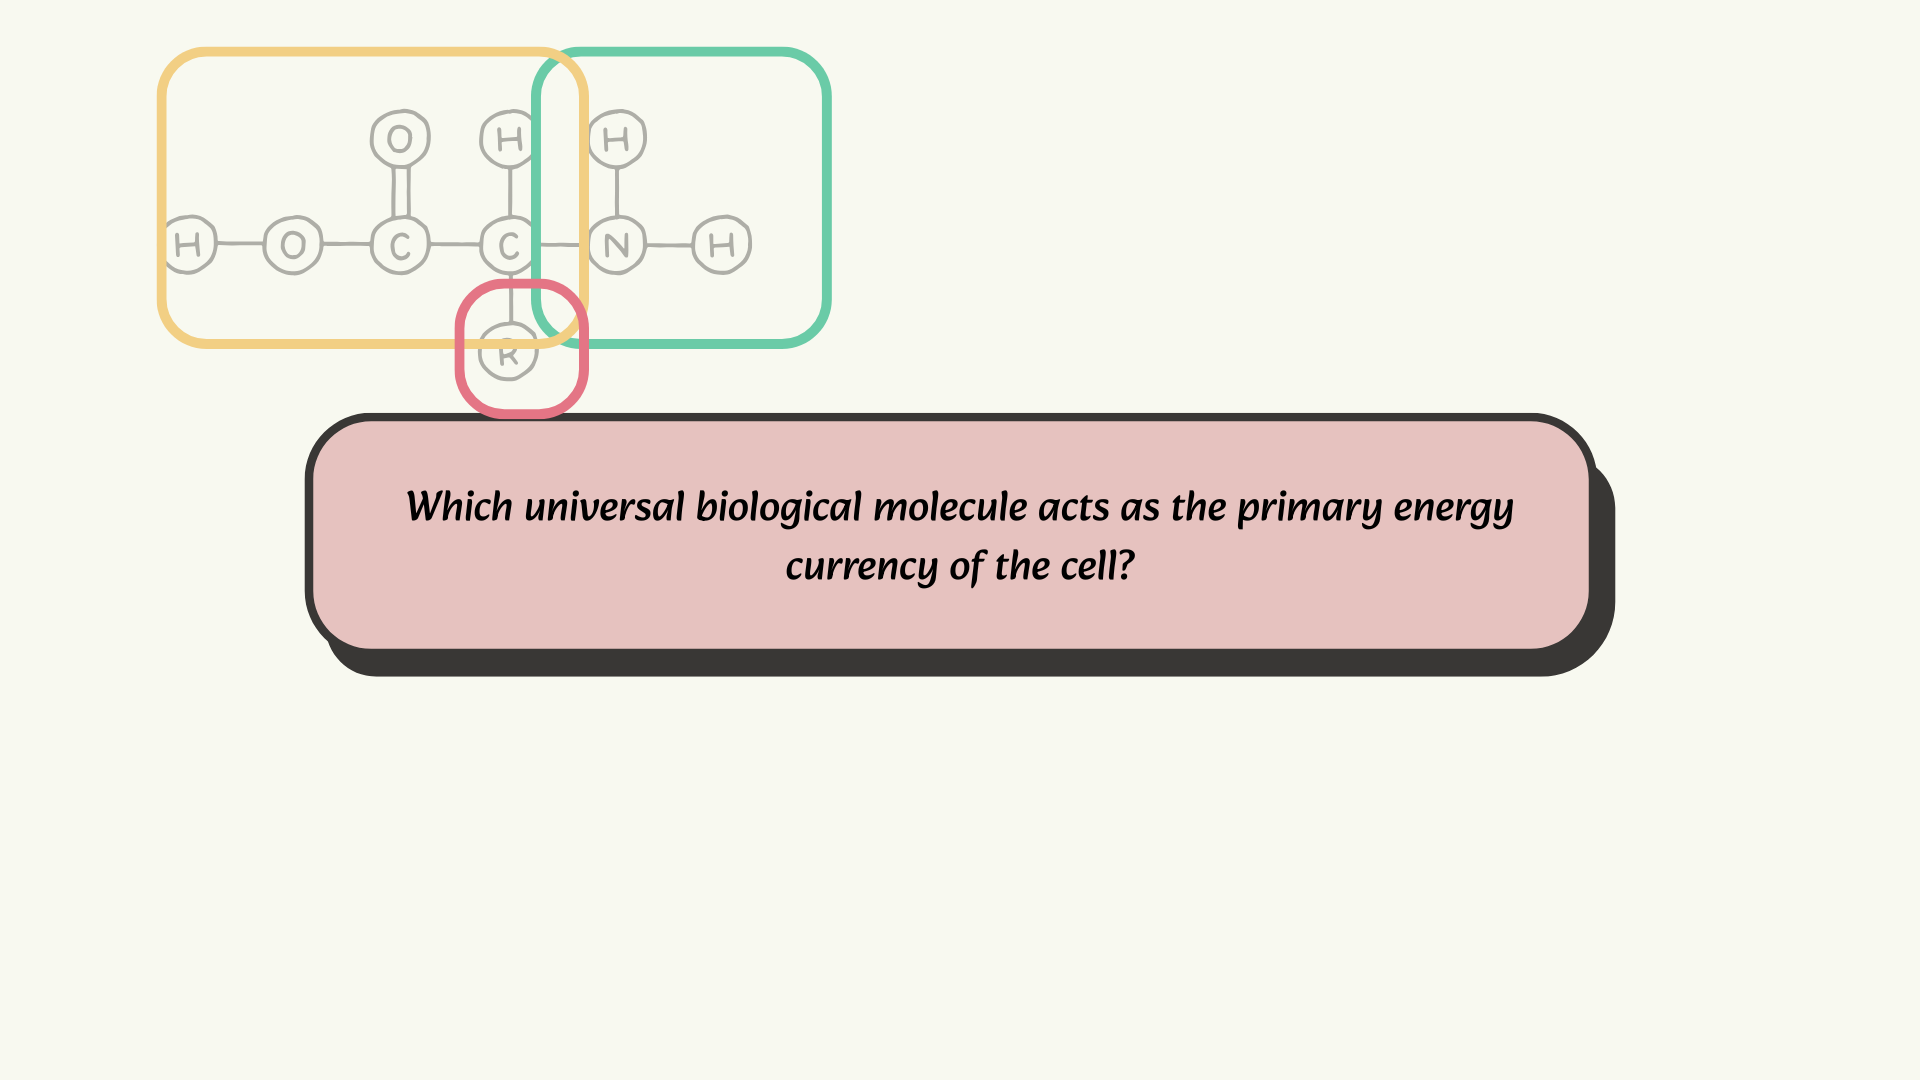 O H H
H O C C N H
R
Which universal biological molecule acts as the primary energy
currency of the cell?